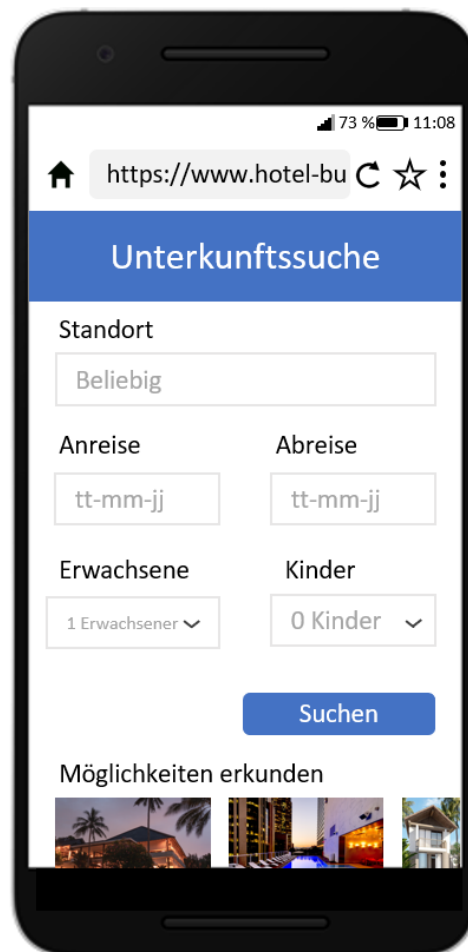 73 % 11:08
https://www.hotel-bu
Unterkunftssuche
Standort
Beliebig
Anreise Abreise
tt-mm-jj tt-mm-jj
Erwachsene Kinder
1 Erwachsener 0 Kinder
Suchen
Möglichkeiten erkunden